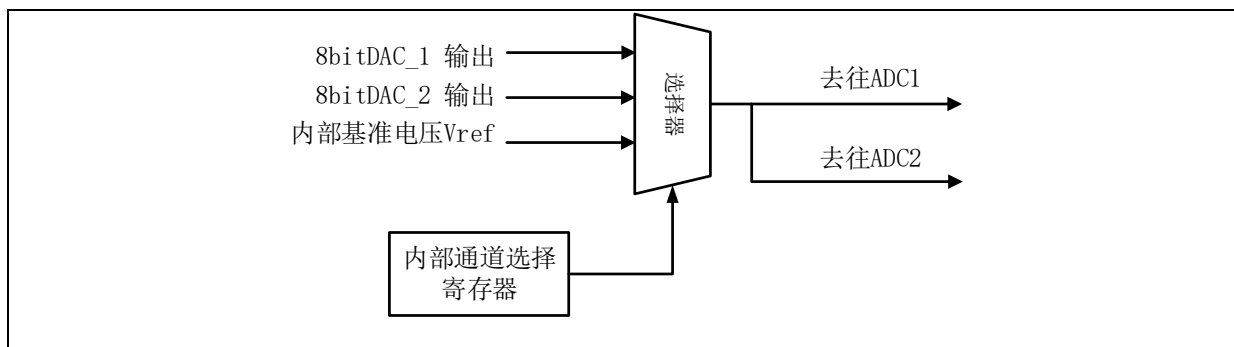 8bitDAC_1 输出
8bitDAC_2 输出
内部基准电压Vref
选择器
去往ADC1
去往ADC2
内部通道选择
寄存器